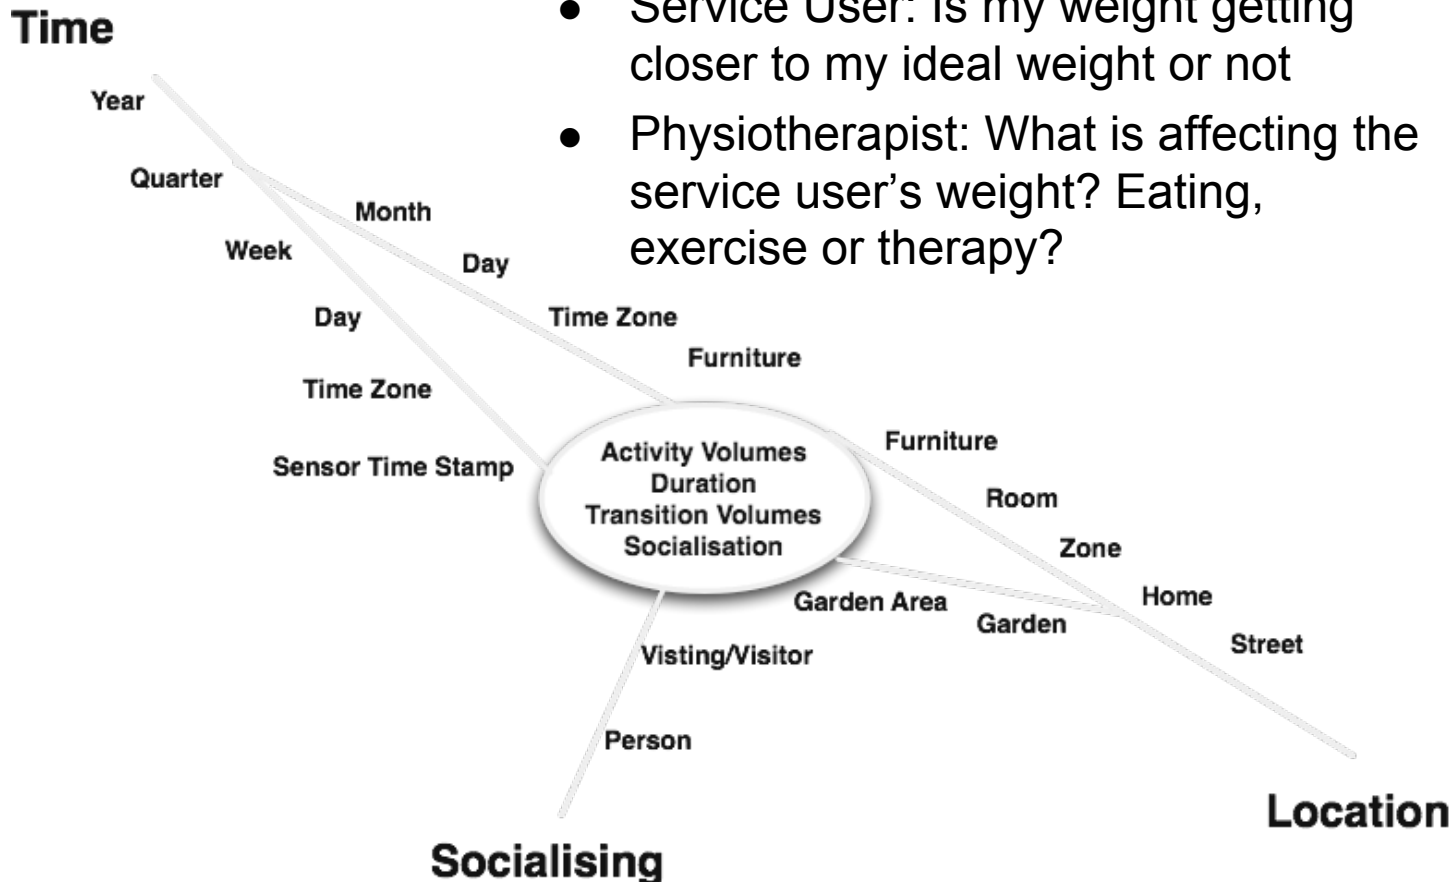 ● Service User: Is my weight getting
closer to my ideal weight or not
● Physiotherapist: What is affecting the
service user’s weight? Eating,
exercise or therapy?
Time
Year
Quarter
Month
Week
Day
Day
Time Zone
Time Zone
Furniture
Sensor Time Stamp
Activity Volumes
Duration
Transition Volumes
Socialisation
Furniture
Room
Zone
Home
Street
Garden Area
Garden
Visting/Visitor
Person
Location
Socialising